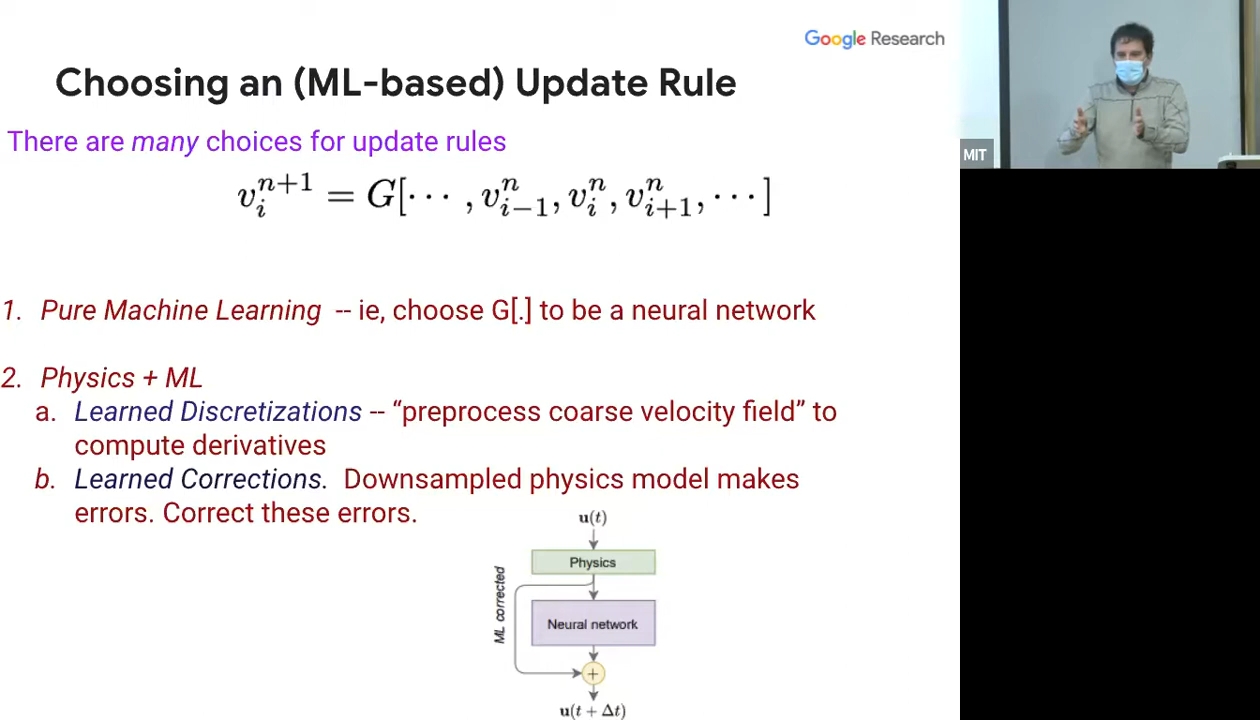 Google Research
Choosing an (ML-based) Update Rule
There are many choices for update rules
v_i^{n+1} = G[⋯ , v_{i−1}^n, v_i^n, v_{i+1}^n, ⋯]
1. Pure Machine Learning -- ie, choose G[.] to be a neural network
2. Physics + ML
a. Learned Discretizations -- “preprocess coarse velocity field” to
compute derivatives
b. Learned Corrections. Downsampled physics model makes
errors. Correct these errors.
u(t)
Physics
ML corrected
Neural network
+
u(t + Δt)
MIT